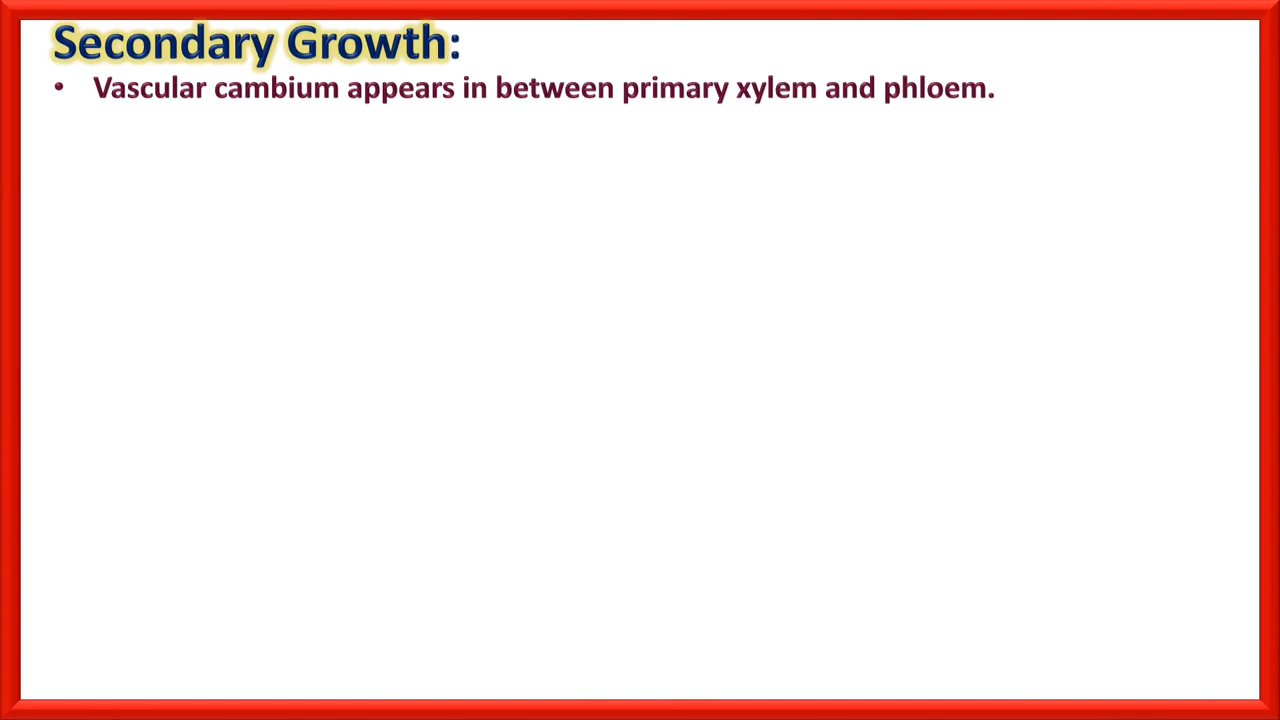 Secondary Growth:
• Vascular cambium appears in between primary xylem and phloem.